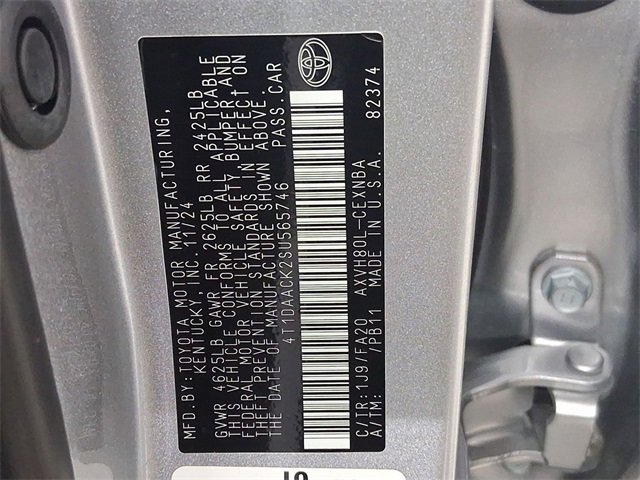 MFD.BY:TOYOTA MOTOR MANUFACTURING,
KENTUCKY, INC. 11/24
GVWR 4625LB GAWR FR 2625LB RR 2425LB
THIS VEHICLE CONFORMS TO ALL APPLICABLE
FEDERAL MOTOR VEHICLE SAFETY, BUMPER AND
THEFT PREVENTION STANDARDS IN EFFECT ON
THE DATE OF MANUFACTURE SHOWN ABOVE.
4T1DAACK2SU565746 PASS.CAR
C/TR:1J9/FA20 AXVH80L-CEXNBA
A/TM: /PB11 MADE IN U.S.A. 82374